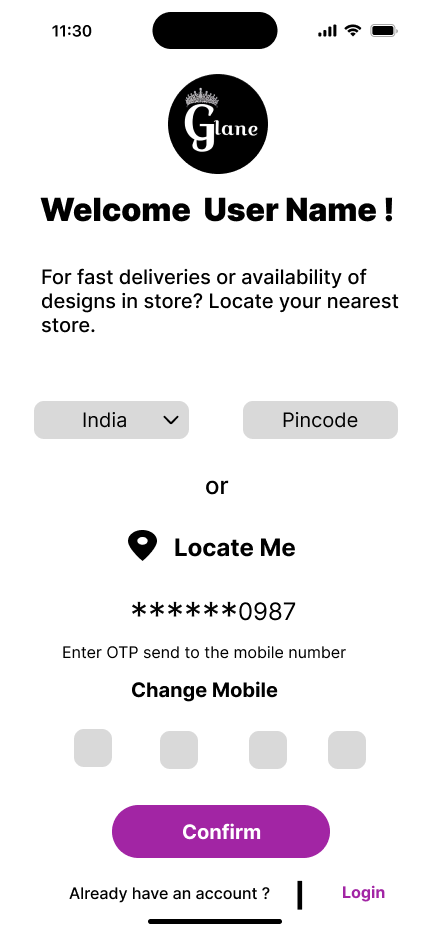 11:30
Glane
Welcome User Name !
For fast deliveries or availability of
designs in store? Locate your nearest
store.
India
Pincode
or
Locate Me
******0987
Enter OTP send to the mobile number
Change Mobile
Confirm
Already have an account ?
Login